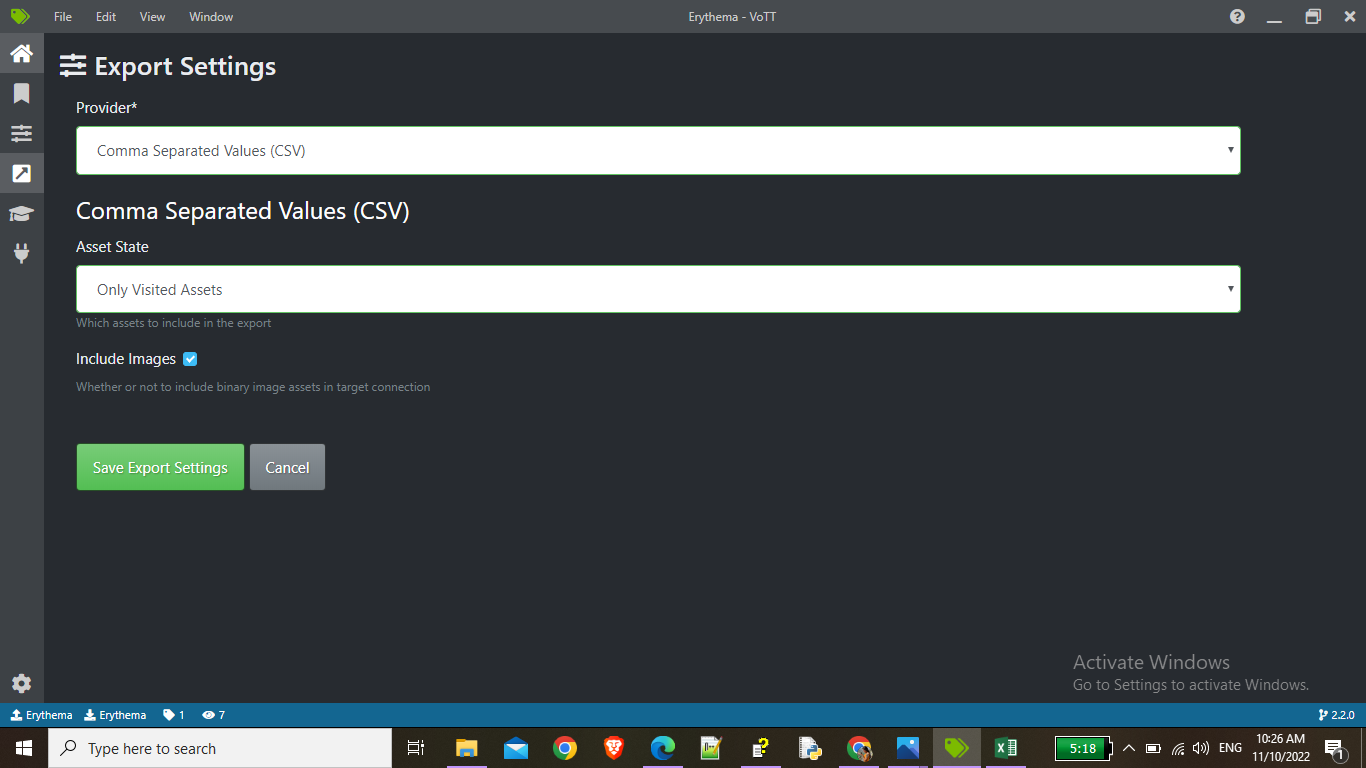 File Edit View Window Erythema - VoTT
Export Settings
Provider*
Comma Separated Values (CSV)
Comma Separated Values (CSV)
Asset State
Only Visited Assets
Which assets to include in the export
Include Images
Whether or not to include binary image assets in target connection
Save Export Settings Cancel
Activate Windows
Go to Settings to activate Windows.
Erythema Erythema 1 7 2.2.0
Type here to search
5:18 ENG
10:26 AM
11/10/2022
1